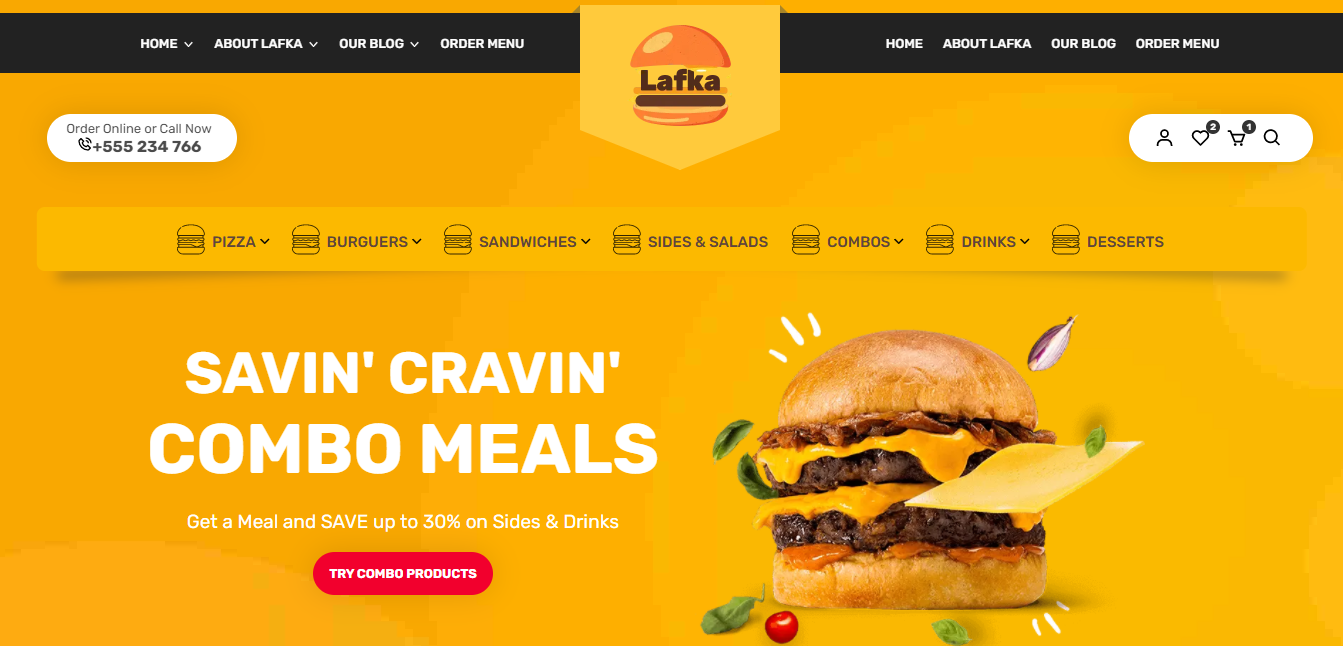 HOME ABOUT LAFKA OUR BLOG ORDER MENU
Lafka
HOME ABOUT LAFKA OUR BLOG ORDER MENU
Order Online or Call Now
+555 234 766
2 1
PIZZA BURGUERS SANDWICHES SIDES & SALADS COMBOS DRINKS DESSERTS
SAVIN' CRAVIN'
COMBO MEALS
Get a Meal and SAVE up to 30% on Sides & Drinks
TRY COMBO PRODUCTS